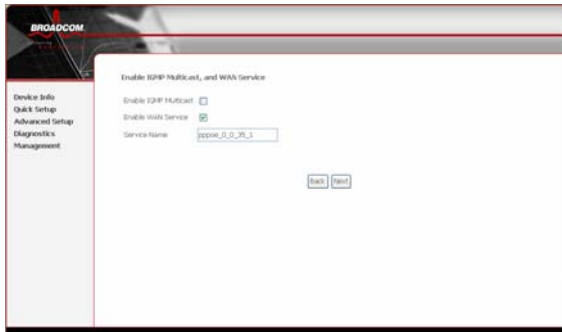 BROADCOM
Enable IGMP Multicast, and WAN Service
Device Info
Quick Setup
Advanced Setup
Diagnostics
Management
Enable IGMP Multicast
Enable WAN Service
Service Name pppoe_0_0_35_1
Back Next